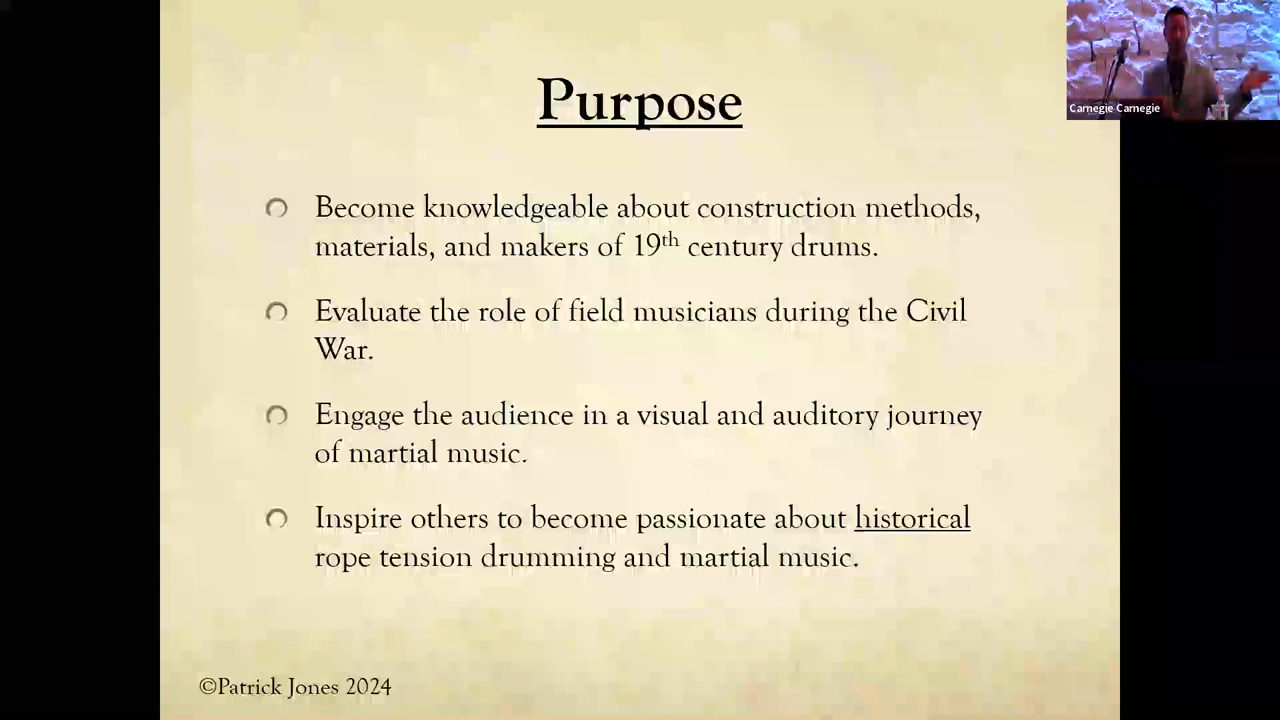 Purpose
Carnegie Carnegie
Become knowledgeable about construction methods,
materials, and makers of 19th century drums.
Evaluate the role of field musicians during the Civil
War.
Engage the audience in a visual and auditory journey
of martial music.
Inspire others to become passionate about historical
rope tension drumming and martial music.
©Patrick Jones 2024